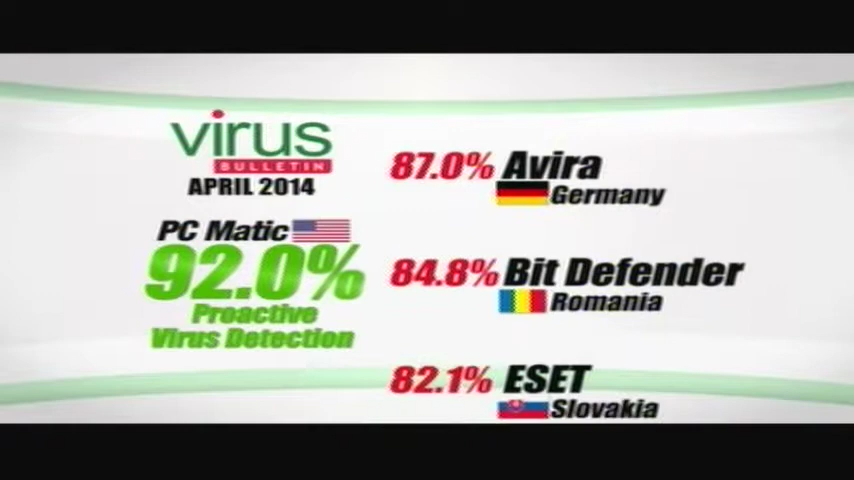 virus
BULLETIN
APRIL 2014
PC Matic
92.0%
Proactive
Virus Detection
87.0% Avira
Germany
84.8% Bit Defender
Romania
82.1% ESET
Slovakia